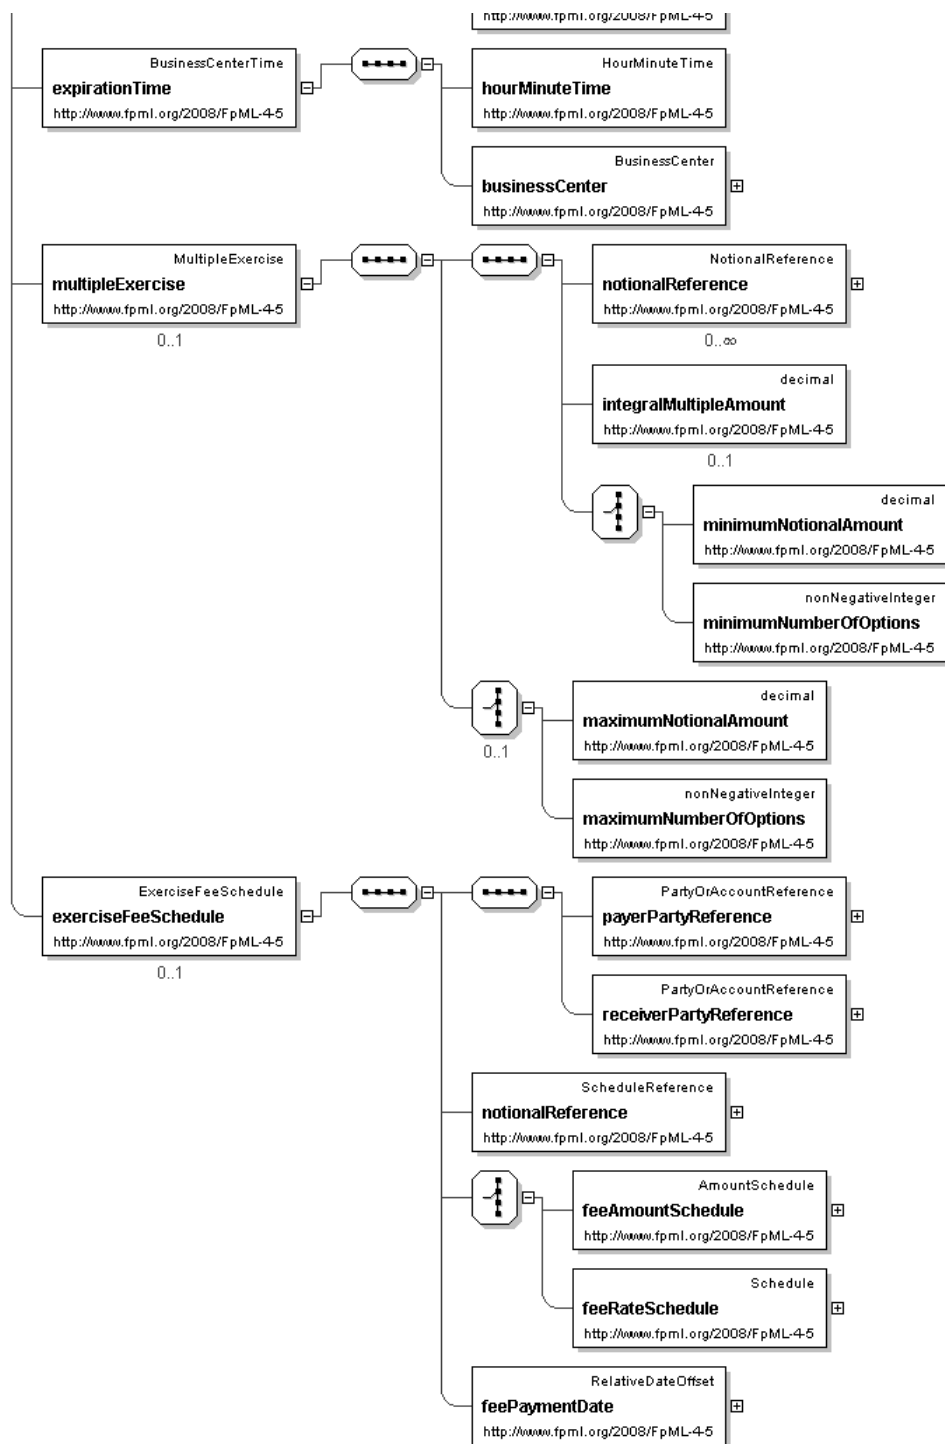 http://www.fpml.org/2008/FpML-4-5
BusinessCenterTime
expirationTime
http://www.fpml.org/2008/FpML-4-5
HourMinuteTime
hourMinuteTime
http://www.fpml.org/2008/FpML-4-5
BusinessCenter
businessCenter
http://www.fpml.org/2008/FpML-4-5
MultipleExercise
multipleExercise
http://www.fpml.org/2008/FpML-4-5
0..1
NotionalReference
notionalReference
http://www.fpml.org/2008/FpML-4-5
0..∞
decimal
integralMultipleAmount
http://www.fpml.org/2008/FpML-4-5
0..1
decimal
minimumNotionalAmount
http://www.fpml.org/2008/FpML-4-5
nonNegativeInteger
minimumNumberOfOptions
http://www.fpml.org/2008/FpML-4-5
0..1
decimal
maximumNotionalAmount
http://www.fpml.org/2008/FpML-4-5
nonNegativeInteger
maximumNumberOfOptions
http://www.fpml.org/2008/FpML-4-5
ExerciseFeeSchedule
exerciseFeeSchedule
http://www.fpml.org/2008/FpML-4-5
0..1
PartyOrAccountReference
payerPartyReference
http://www.fpml.org/2008/FpML-4-5
PartyOrAccountReference
receiverPartyReference
http://www.fpml.org/2008/FpML-4-5
ScheduleReference
notionalReference
http://www.fpml.org/2008/FpML-4-5
AmountSchedule
feeAmountSchedule
http://www.fpml.org/2008/FpML-4-5
Schedule
feeRateSchedule
http://www.fpml.org/2008/FpML-4-5
RelativeDateOffset
feePaymentDate
http://www.fpml.org/2008/FpML-4-5